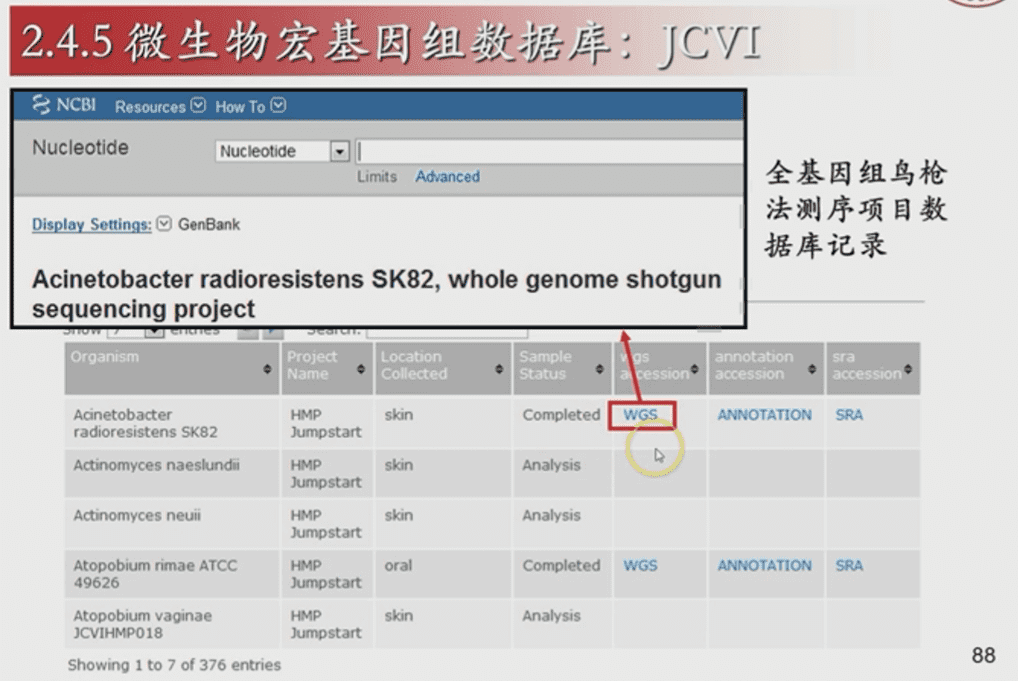 2.4.5 微生物宏基因组数据库：JCVI
NCBI Resources How To
Nucleotide
Nucleotide
Limits Advanced
Display Settings: GenBank
Acinetobacter radioresistens SK82, whole genome shotgun
sequencing project
全基因组鸟枪
法测序项目数
据库记录
Show 7 entries Search:
Organism Project Name Location Collected Sample Status wgs accession annotation accession sra accession
Acinetobacter radioresistens SK82 HMP Jumpstart skin Completed WGS ANNOTATION SRA
Actinomyces naeslundii HMP Jumpstart skin Analysis
Actinomyces neuii HMP Jumpstart skin Analysis
Atopobium rimae ATCC 49626 HMP Jumpstart oral Completed WGS ANNOTATION SRA
Atopobium vaginae JCVIHMP018 HMP Jumpstart skin Analysis
Showing 1 to 7 of 376 entries
88